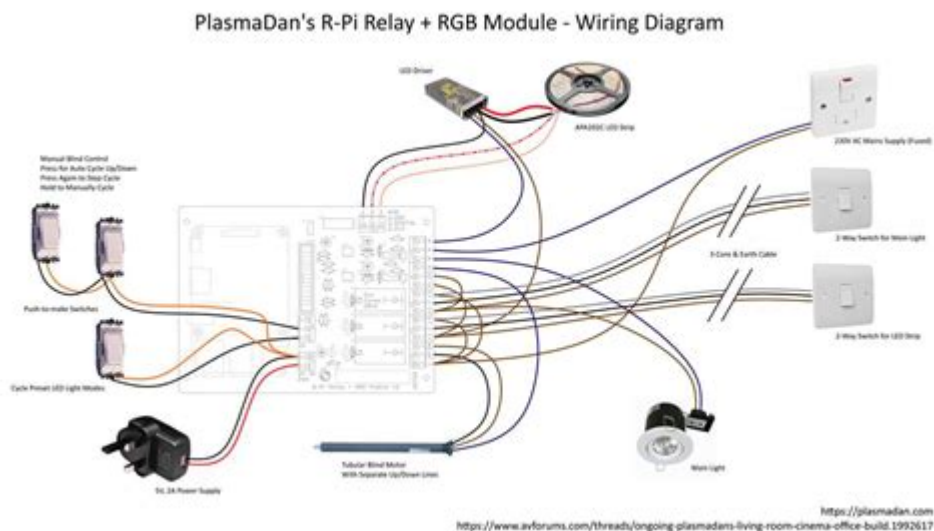 PlasmaDan's R-Pi Relay + RGB Module - Wiring Diagram
LED Driver
APA102C LED Strip
220V AC Mains Supply (Fused)
Manual Blind Control
Press for Auto Cycle Up/Down
Press Again to Stop Cycle
Hold to Manually Cycle
2-Way Switch for Main Light
3-Core & Earth Cable
Push-to-make Switches
2-Way Switch for LED Strip
Cycle Preset LED Light Modes
Tubular Blind Motor
With Separate Up/Down Lines
Main Light
5V, 2A Power Supply
https://plasmadan.com
https://www.avforums.com/threads/ongoing-plasmadans-living-room-cinema-office-build.1992617